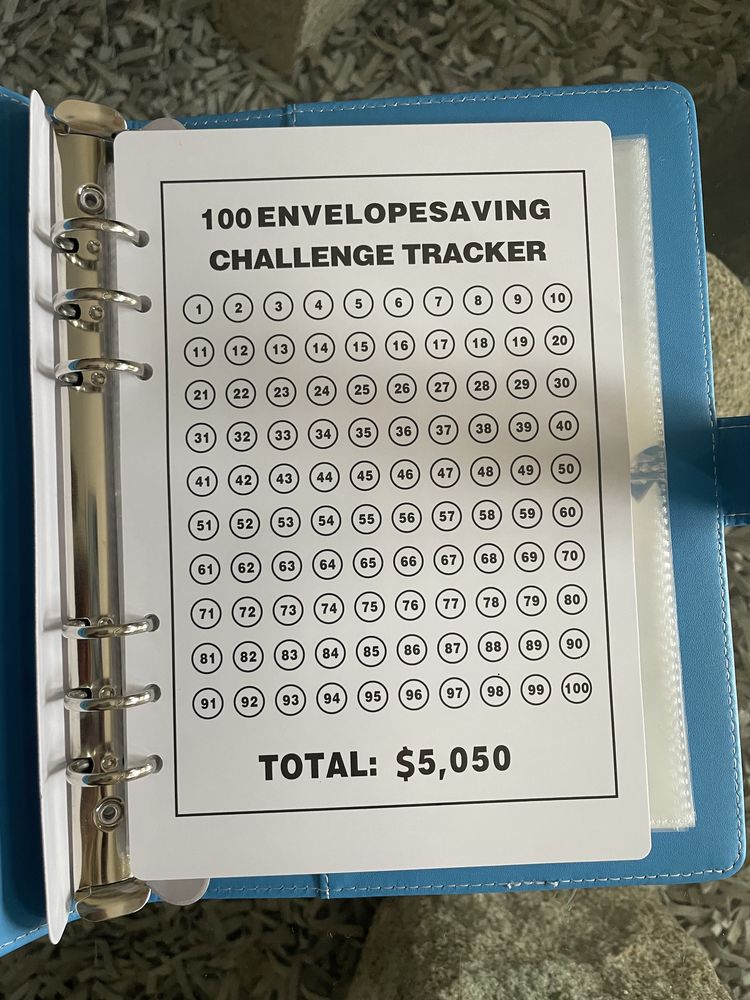 100 ENVELOPESAVING
CHALLENGE TRACKER
1 2 3 4 5 6 7 8 9 10
11 12 13 14 15 16 17 18 19 20
21 22 23 24 25 26 27 28 29 30
31 32 33 34 35 36 37 38 39 40
41 42 43 44 45 46 47 48 49 50
51 52 53 54 55 56 57 58 59 60
61 62 63 64 65 66 67 68 69 70
71 72 73 74 75 76 77 78 79 80
81 82 83 84 85 86 87 88 89 90
91 92 93 94 95 96 97 98 99 100
TOTAL: $5,050